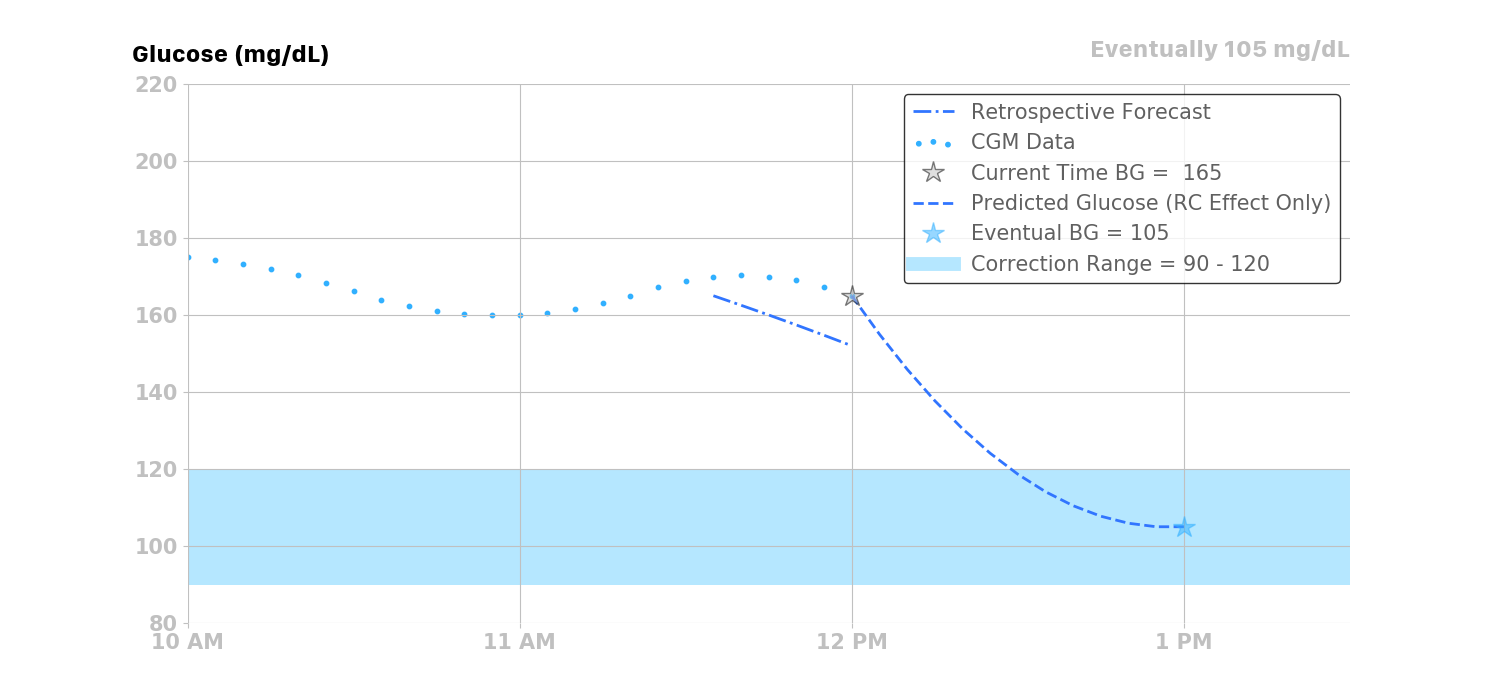 Glucose (mg/dL)
Eventually 105 mg/dL
220
200
180
160
140
120
100
80
Retrospective Forecast
CGM Data
Current Time BG =  165
Predicted Glucose (RC Effect Only)
Eventual BG = 105
Correction Range = 90 - 120
10 AM
11 AM
12 PM
1 PM